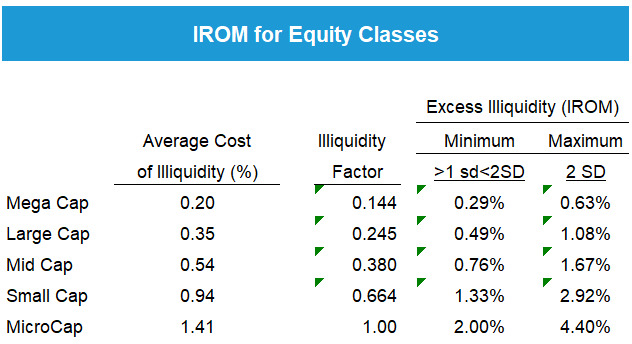 IROM for Equity Classes
Excess Illiquidity (IROM)
Average Cost Illiquidity Minimum Maximum
of Illiquidity (%) Factor >1 sd<2SD 2 SD
Mega Cap 0.20 0.144 0.29% 0.63%
Large Cap 0.35 0.245 0.49% 1.08%
Mid Cap 0.54 0.380 0.76% 1.67%
Small Cap 0.94 0.664 1.33% 2.92%
MicroCap 1.41 1.00 2.00% 4.40%